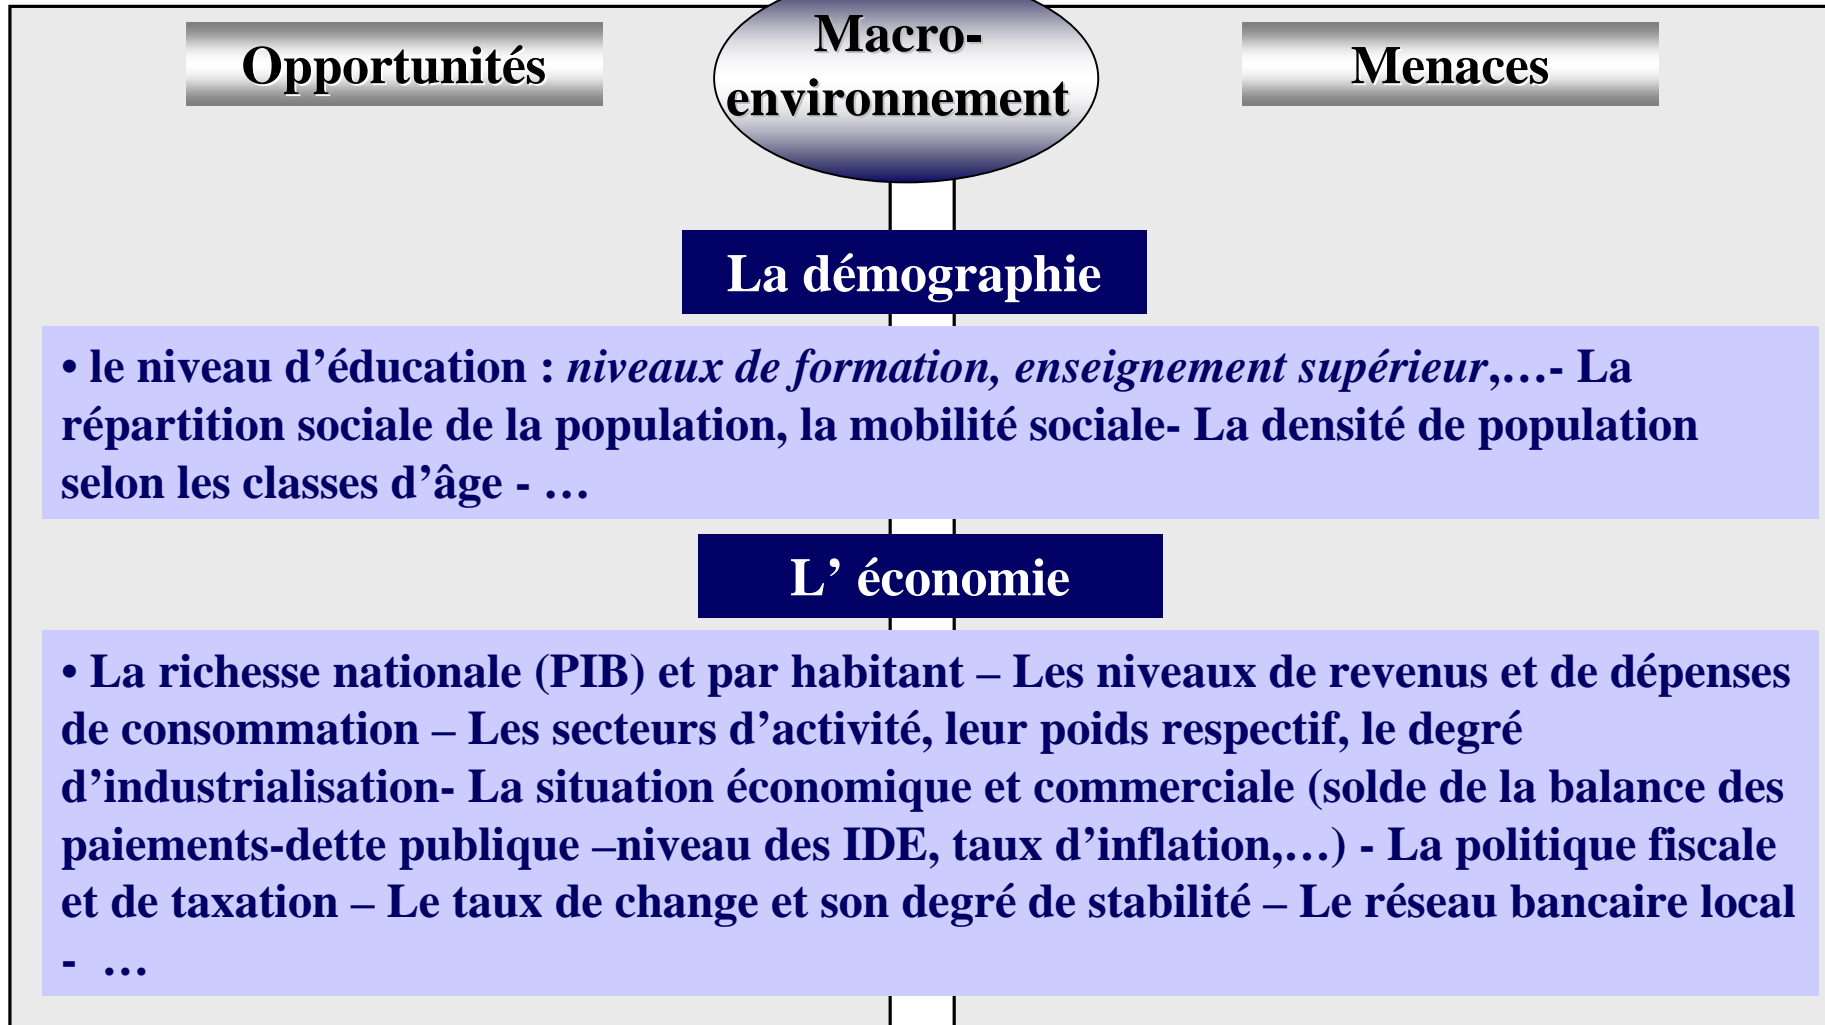 Opportunités
Macro-
environnement
Menaces
La démographie
• le niveau d’éducation : niveaux de formation, enseignement supérieur,…- La
répartition sociale de la population, la mobilité sociale- La densité de population
selon les classes d’âge - …
L’ économie
• La richesse nationale (PIB) et par habitant – Les niveaux de revenus et de dépenses
de consommation – Les secteurs d’activité, leur poids respectif, le degré
d’industrialisation- La situation économique et commerciale (solde de la balance des
paiements-dette publique –niveau des IDE, taux d’inflation,…) - La politique fiscale
et de taxation – Le taux de change et son degré de stabilité – Le réseau bancaire local
- …